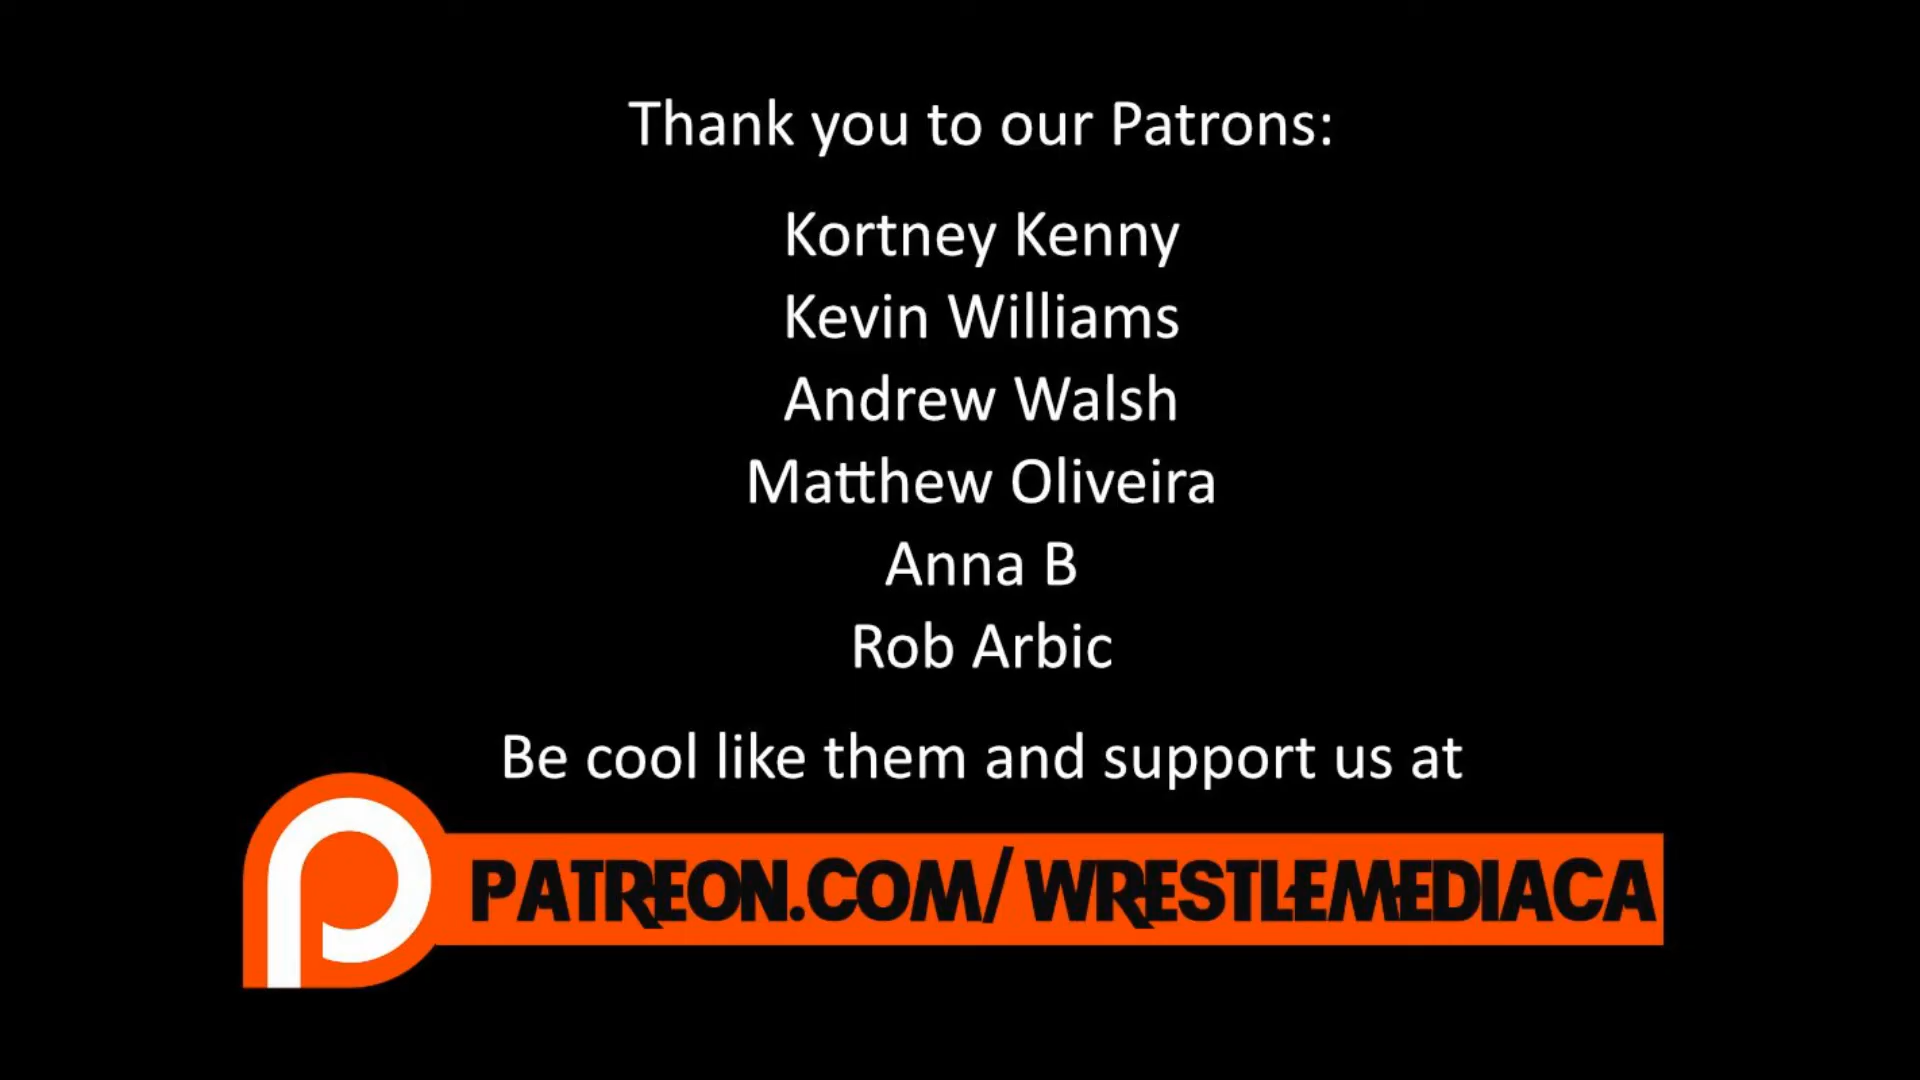 Thank you to our Patrons:
Kortney Kenny
Kevin Williams
Andrew Walsh
Matthew Oliveira
Anna B
Rob Arbic
Be cool like them and support us at
PATREON.COM/WRESTLEMEDIACA